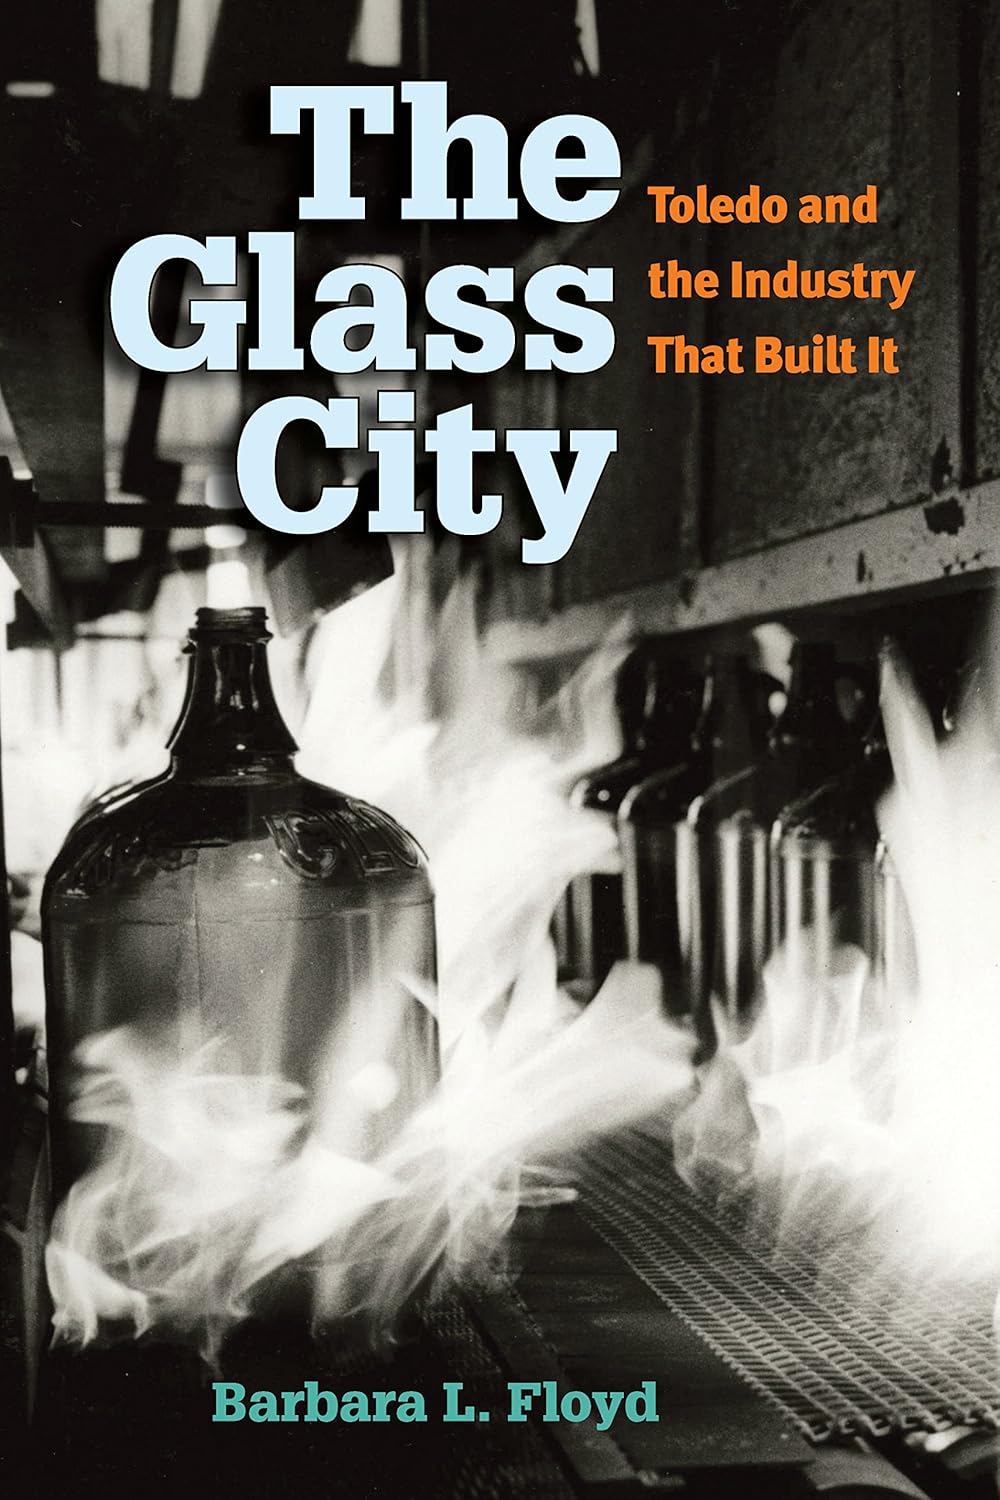 The
Glass
City
Toledo and
the Industry
That Built It
Barbara L. Floyd